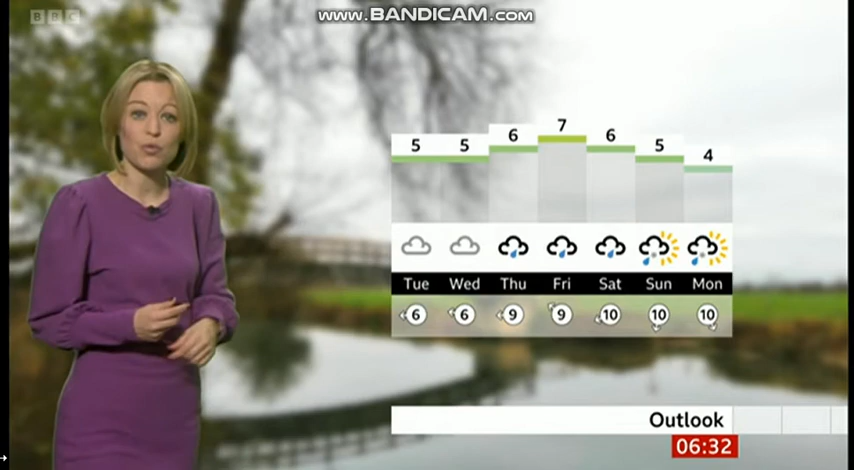 BBC
www.BANDICAM.com
5 5 6 7 6 5 4
Tue Wed Thu Fri Sat Sun Mon
6 6 9 9 10 10 10
Outlook
06:32